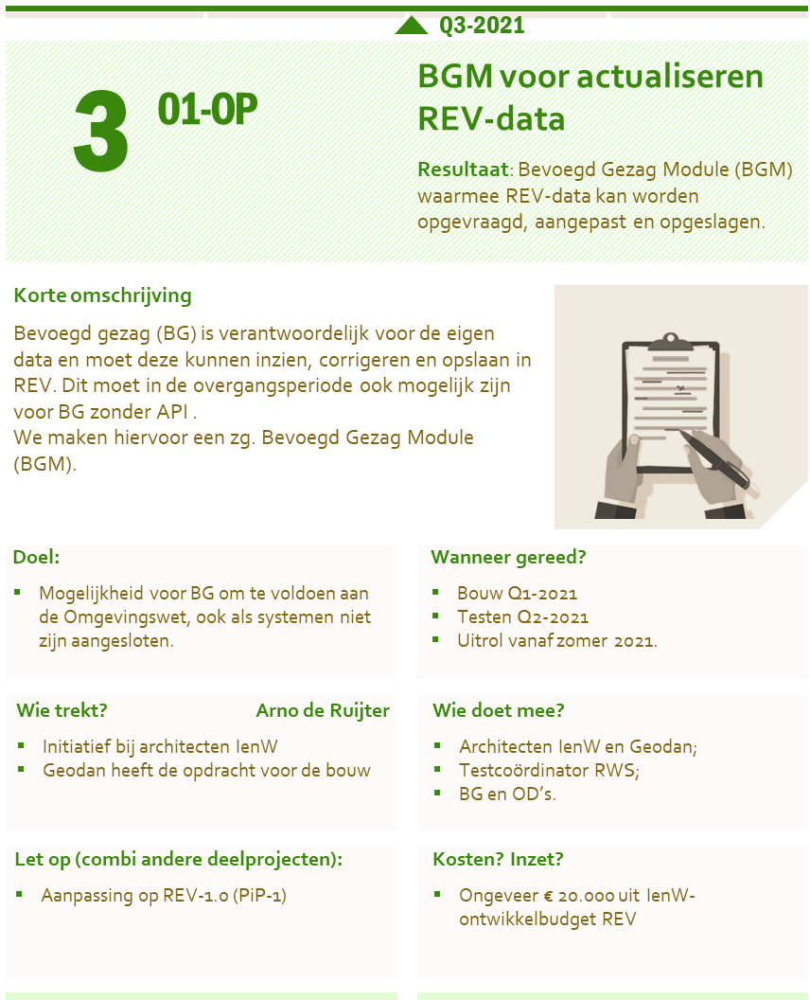 Q3-2021
3 01-OP
BGM voor actualiseren
REV-data
Resultaat: Bevoegd Gezag Module (BGM)
waarmee REV-data kan worden
opgevraagd, aangepast en opgeslagen.
Korte omschrijving
Bevoegd gezag (BG) is verantwoordelijk voor de eigen
data en moet deze kunnen inzien, corrigeren en opslaan in
REV. Dit moet in de overgangsperiode ook mogelijk zijn
voor BG zonder API .
We maken hiervoor een zg. Bevoegd Gezag Module
(BGM).
Doel:
▪ Mogelijkheid voor BG om te voldoen aan
de Omgevingswet, ook als systemen niet
zijn aangesloten.
Wanneer gereed?
▪ Bouw Q1-2021
▪ Testen Q2-2021
▪ Uitrol vanaf zomer 2021.
Wie trekt? Arno de Ruijter
▪ Initiatief bij architecten IenW
▪ Geodan heeft de opdracht voor de bouw
Wie doet mee?
▪ Architecten IenW en Geodan;
▪ Testcoördinator RWS;
▪ BG en OD’s.
Let op (combi andere deelprojecten):
▪ Aanpassing op REV-1.0 (PiP-1)
Kosten? Inzet?
▪ Ongeveer € 20.000 uit IenW-
ontwikkelbudget REV